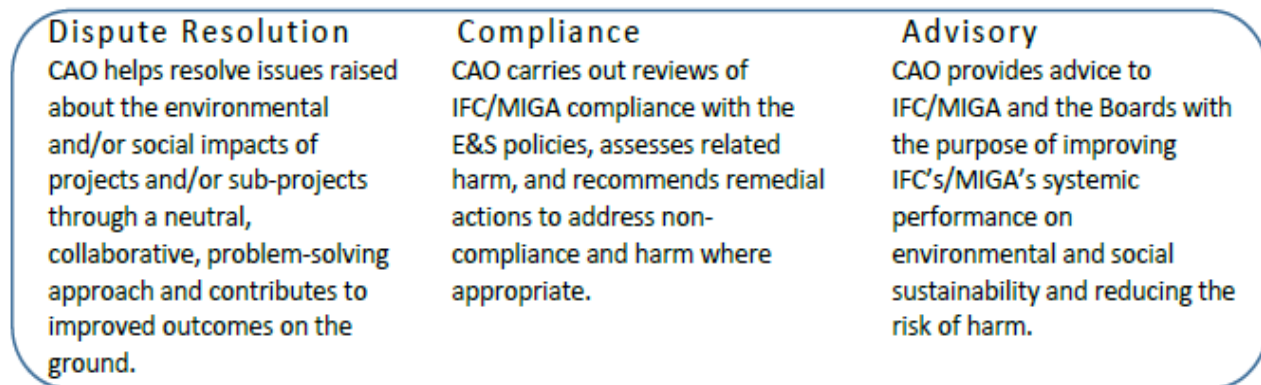 Dispute Resolution
CAO helps resolve issues raised
about the environmental
and/or social impacts of
projects and/or sub-projects
through a neutral,
collaborative, problem-solving
approach and contributes to
improved outcomes on the
ground.
Compliance
CAO carries out reviews of
IFC/MIGA compliance with the
E&S policies, assesses related
harm, and recommends remedial
actions to address non-
compliance and harm where
appropriate.
Advisory
CAO provides advice to
IFC/MIGA and the Boards with
the purpose of improving
IFC’s/MIGA’s systemic
performance on
environmental and social
sustainability and reducing the
risk of harm.